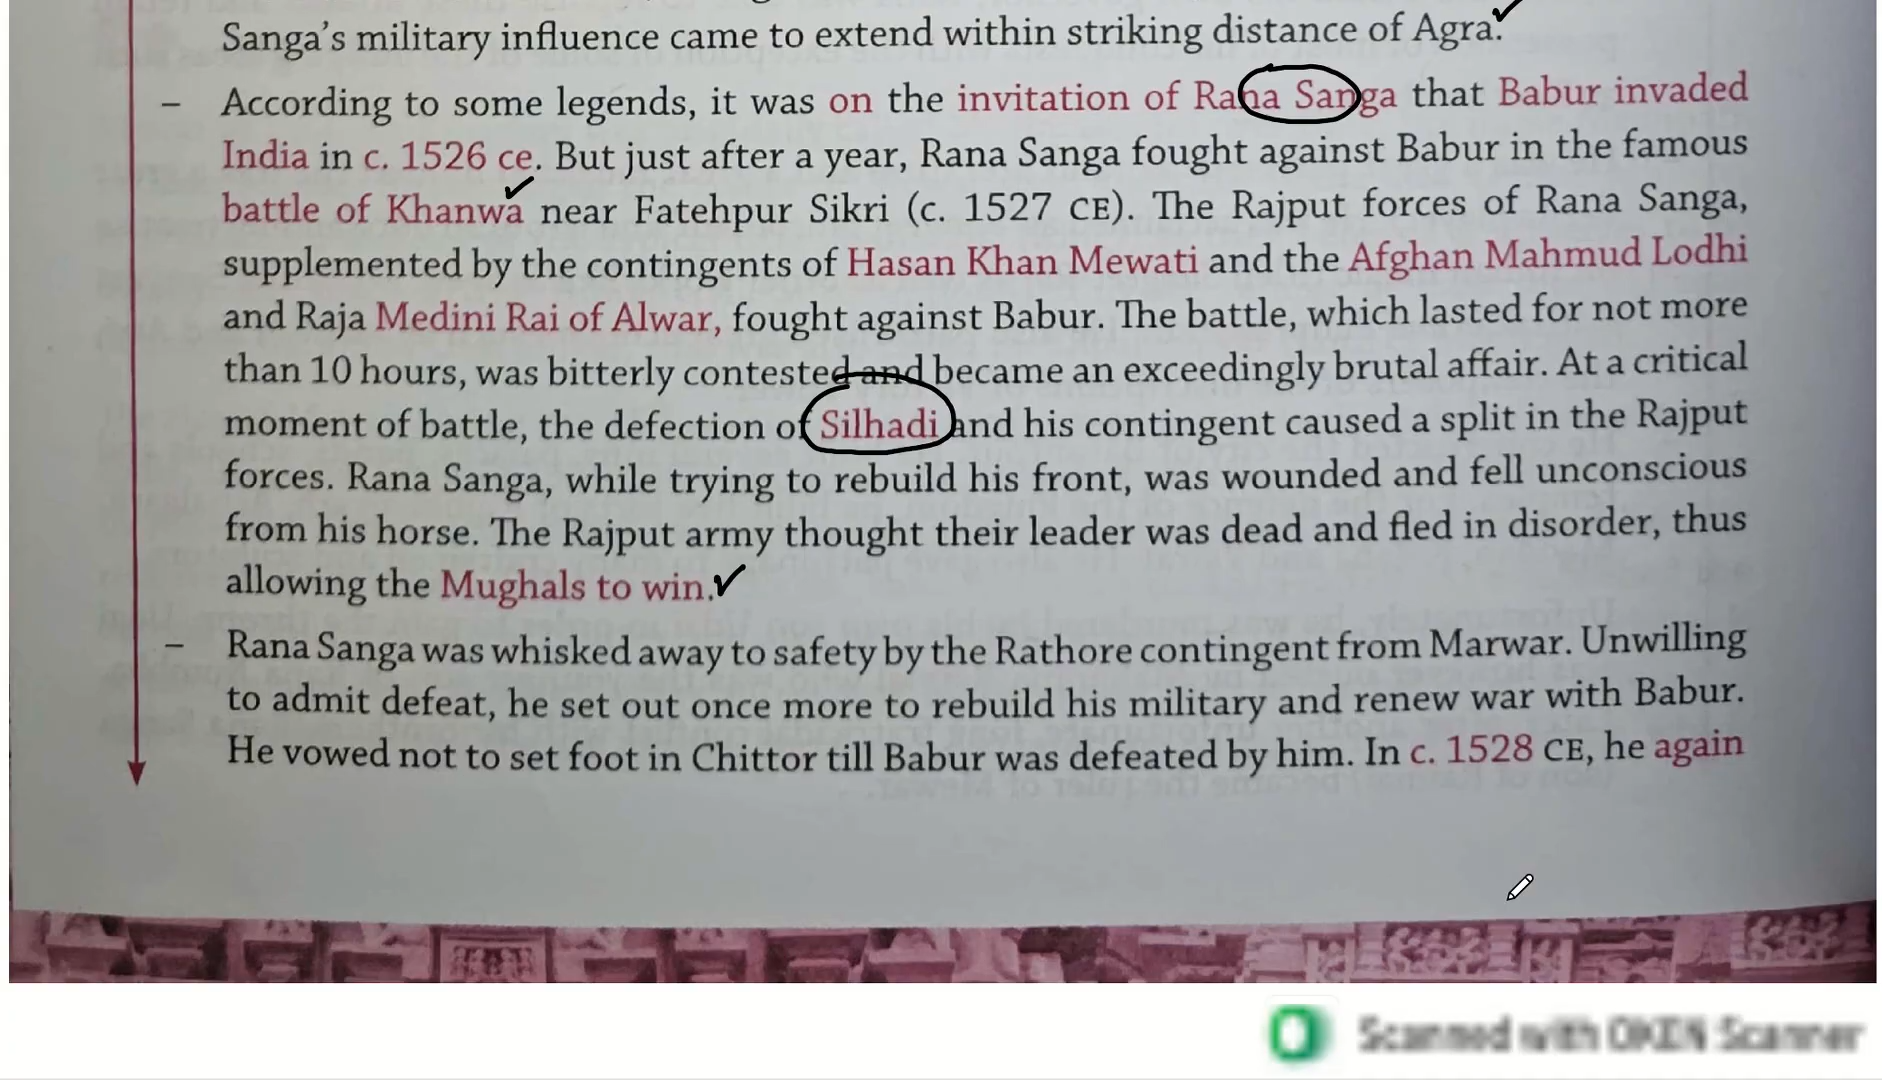 Sanga’s military influence came to extend within striking distance of Agra.
– According to some legends, it was on the invitation of Rana Sanga that Babur invaded
India in c. 1526 ce. But just after a year, Rana Sanga fought against Babur in the famous
battle of Khanwa near Fatehpur Sikri (c. 1527 CE). The Rajput forces of Rana Sanga,
supplemented by the contingents of Hasan Khan Mewati and the Afghan Mahmud Lodhi
and Raja Medini Rai of Alwar, fought against Babur. The battle, which lasted for not more
than 10 hours, was bitterly contested and became an exceedingly brutal affair. At a critical
moment of battle, the defection of Silhadi and his contingent caused a split in the Rajput
forces. Rana Sanga, while trying to rebuild his front, was wounded and fell unconscious
from his horse. The Rajput army thought their leader was dead and fled in disorder, thus
allowing the Mughals to win.
– Rana Sanga was whisked away to safety by the Rathore contingent from Marwar. Unwilling
to admit defeat, he set out once more to rebuild his military and renew war with Babur.
He vowed not to set foot in Chittor till Babur was defeated by him. In c. 1528 CE, he again
Scanned with OKEN Scanner